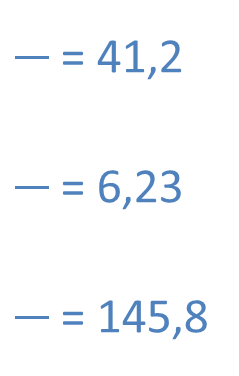 — = 41,2
— = 6,23
— = 145,8